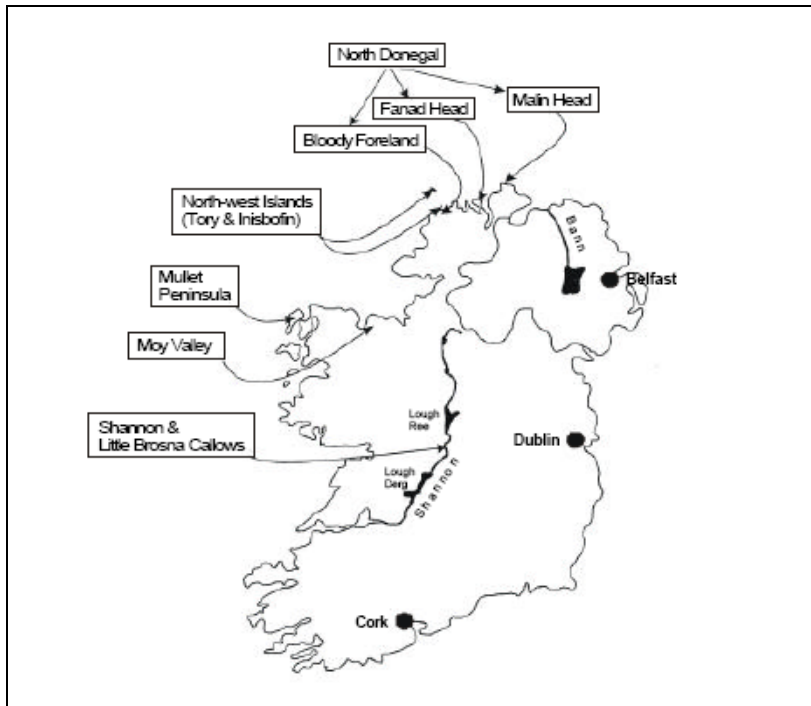 North Donegal
Main Head
Fanad Head
Bloody Foreland
North-west Islands
(Tory & Inisbofin)
Bann
Belfast
Mullet
Peninsula
Moy Valley
Shannon &
Little Brosna Callows
Lough
Ree
Dublin
Lough
Derg
Shannon
Cork